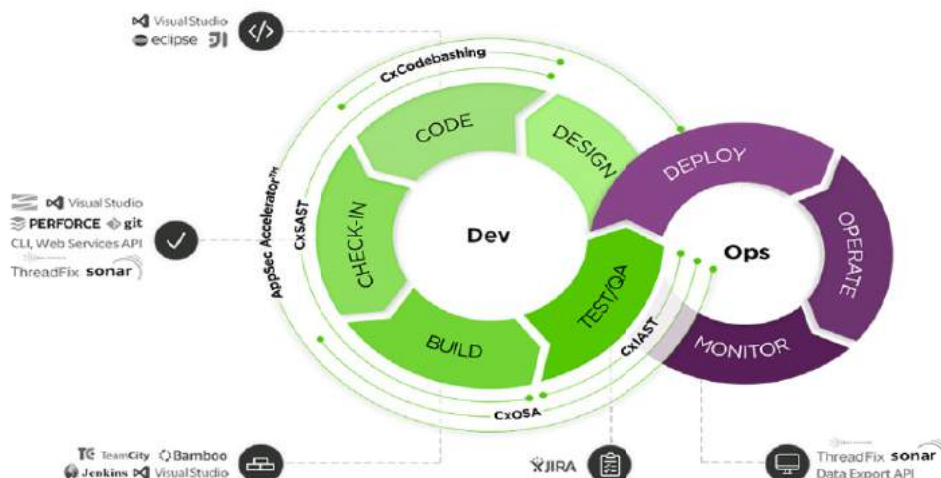 Visual Studio
eclipse
CxCodebashing
CODE
DESIGN
DEPLOY
OPERATE
MONITOR
Ops
Dev
CHECK-IN
BUILD
TEST/QA
AppSec Accelerator™
CxSAST
CxIAST
CxOSA
Visual Studio
PERFORCE git
CLI, Web Services API
ThreadFix sonar
TC TeamCity Bamboo
Jenkins Visual Studio
JIRA
ThreadFix sonar
Data Export API